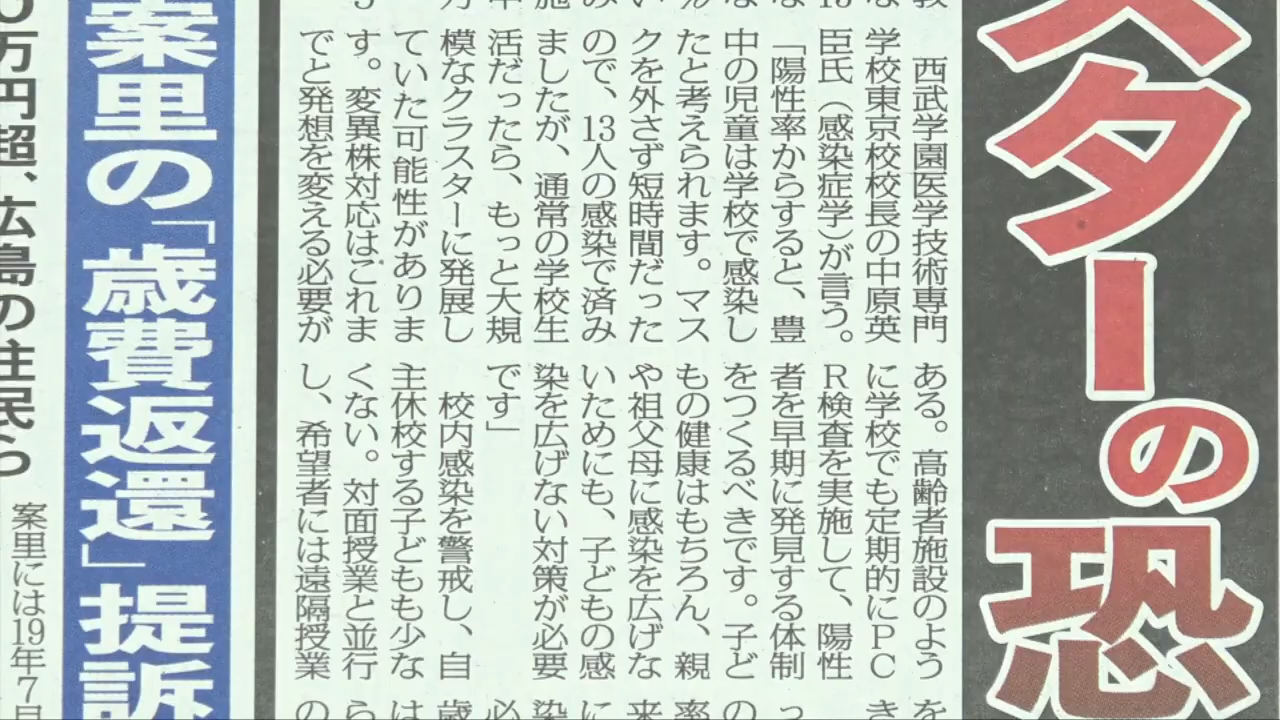 スターの恐
西武学園医学技術専門
学校東京校校長の中原英
臣氏（感染症学）が言う。
「陽性率からすると、豊
中の児童は学校で感染し
たと考えられます。マス
クを外さず短時間だった
ので、13人の感染で済み
ましたが、通常の学校生
活だったら、もっと大規
模なクラスターに発展し
ていた可能性がありま
す。変異株対応はこれま
でと発想を変える必要が
ある。高齢者施設のよう
に学校でも定期的にＰＣ
Ｒ検査を実施して、陽性
者を早期に発見する体制
をつくるべきです。子ど
もの健康はもちろん、親
や祖父母に感染を広げな
いためにも、子どもの感
染を広げない対策が必要
です」
校内感染を警戒し、自
主休校する子どもも少な
くない。対面授業と並行
し、希望者には遠隔授業
案里の「歳費返還」提訴
0万円超、広島の住民ら
案里には19年7月